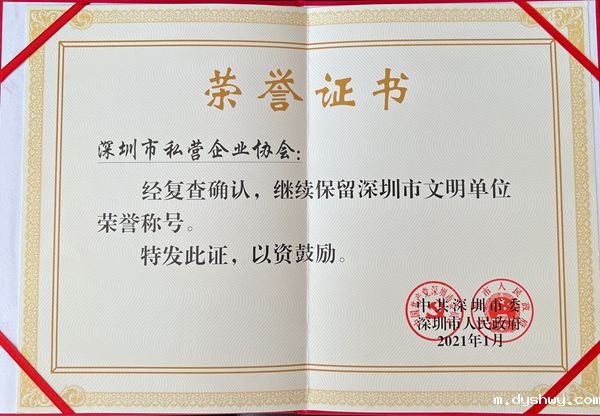 荣誉证书
深圳市私营企业协会：
经复查确认，继续保留深圳市文明单位
荣誉称号。
特发此证，以资鼓励。
中共深圳市委
深圳市人民政府
2021年1月
m.dyshwy.com